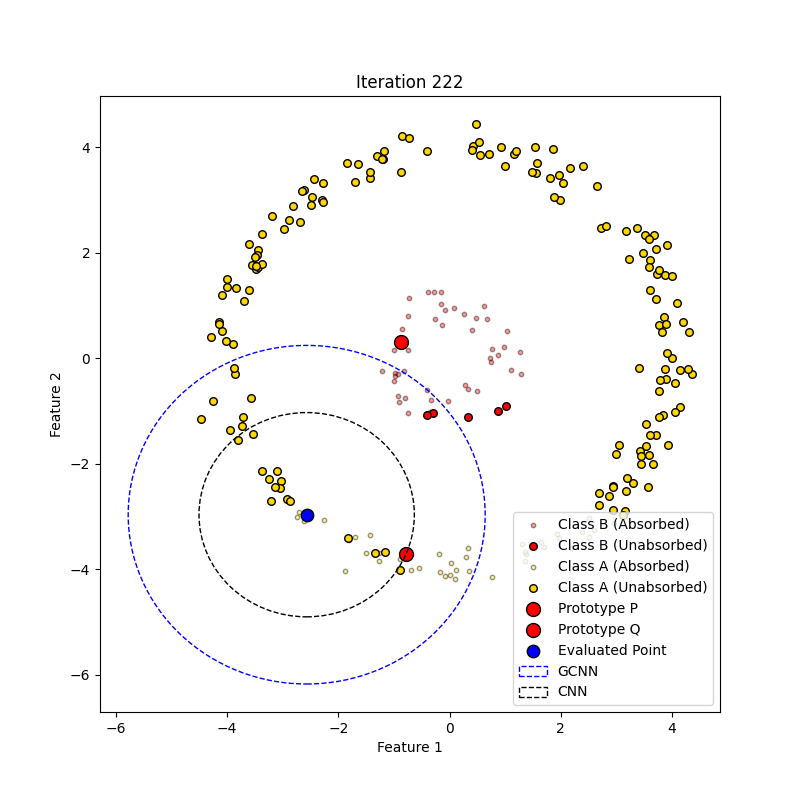 Iteration 222
Feature 2
4
2
0
−2
−4
−6
Class B (Absorbed)
Class B (Unabsorbed)
Class A (Absorbed)
Class A (Unabsorbed)
Prototype P
Prototype Q
Evaluated Point
GCNN
CNN
−6 −4 −2 0 2 4
Feature 1